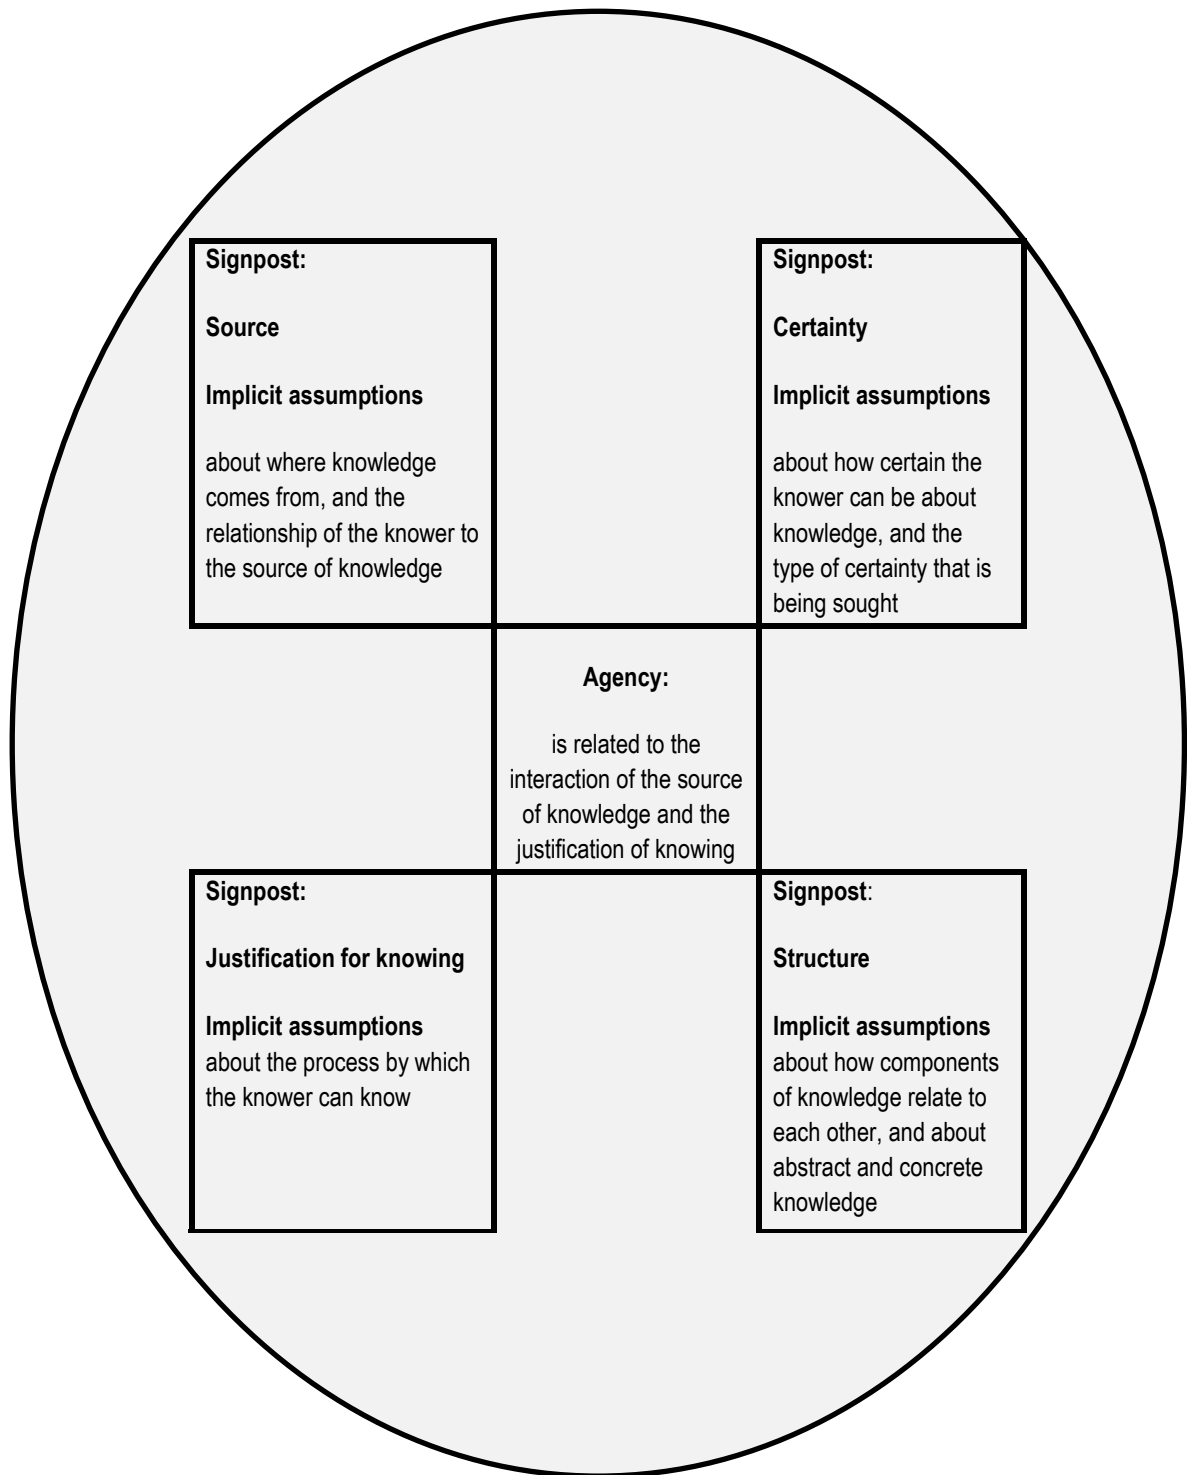 Signpost:
Source
Implicit assumptions
about where knowledge
comes from, and the
relationship of the knower to
the source of knowledge
Signpost:
Certainty
Implicit assumptions
about how certain the
knower can be about
knowledge, and the
type of certainty that is
being sought
Agency:
is related to the
interaction of the source
of knowledge and the
justification of knowing
Signpost:
Justification for knowing
Implicit assumptions
about the process by which
the knower can know
Signpost:
Structure
Implicit assumptions
about how components
of knowledge relate to
each other, and about
abstract and concrete
knowledge